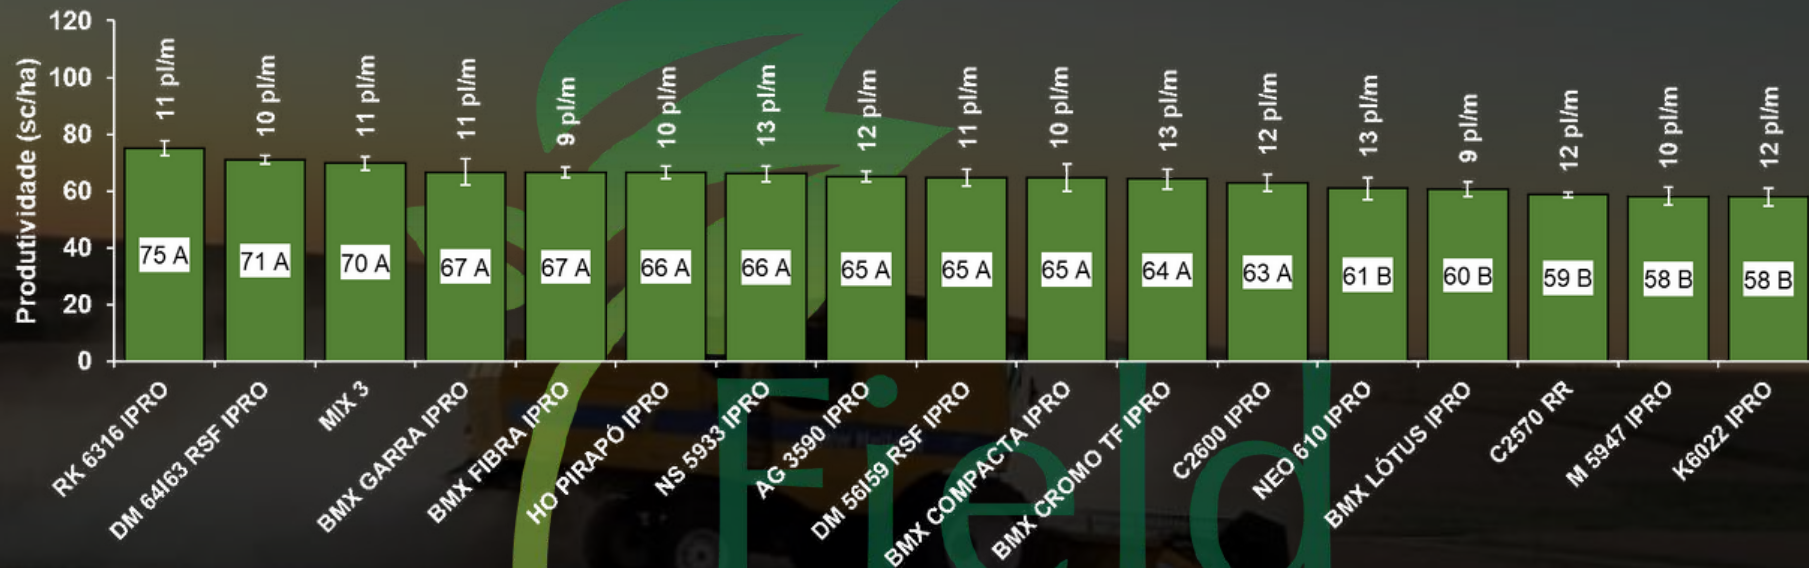 Produtividade (sc/ha)
120
100
80
60
40
20
0
11 pl/m
10 pl/m
11 pl/m
11 pl/m
9 pl/m
10 pl/m
13 pl/m
12 pl/m
11 pl/m
10 pl/m
13 pl/m
12 pl/m
13 pl/m
9 pl/m
12 pl/m
10 pl/m
12 pl/m
75 A
71 A
70 A
67 A
67 A
66 A
66 A
65 A
65 A
65 A
64 A
63 A
61 B
60 B
59 B
58 B
58 B
RK 6316 IPRO
DM 64I63 RSF IPRO
MIX 3
BMX GARRA IPRO
BMX FIBRA IPRO
HO PIRAPÓ IPRO
NS 5933 IPRO
AG 3590 IPRO
DM 56I59 RSF IPRO
BMX COMPACTA IPRO
BMX CROMO TF IPRO
C2600 IPRO
NEO 610 IPRO
BMX LÓTUS IPRO
C2570 RR
M 5947 IPRO
K6022 IPRO
Field